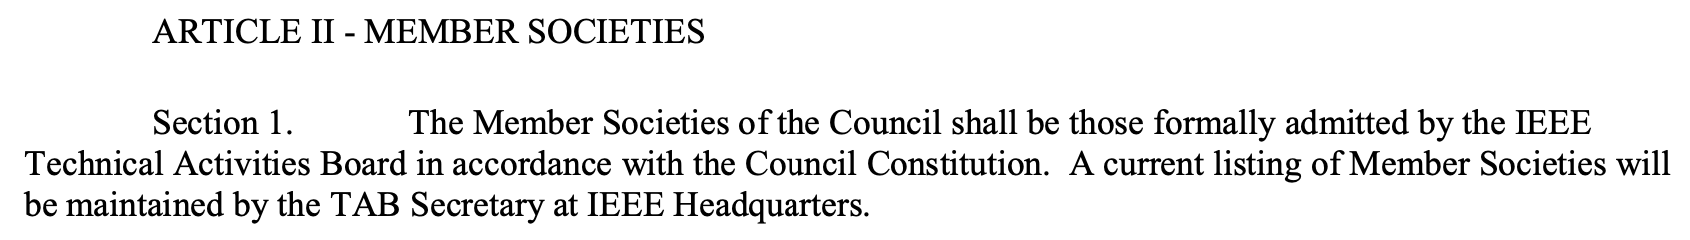 ARTICLE II - MEMBER SOCIETIES
Section 1. The Member Societies of the Council shall be those formally admitted by the IEEE
Technical Activities Board in accordance with the Council Constitution. A current listing of Member Societies will
be maintained by the TAB Secretary at IEEE Headquarters.